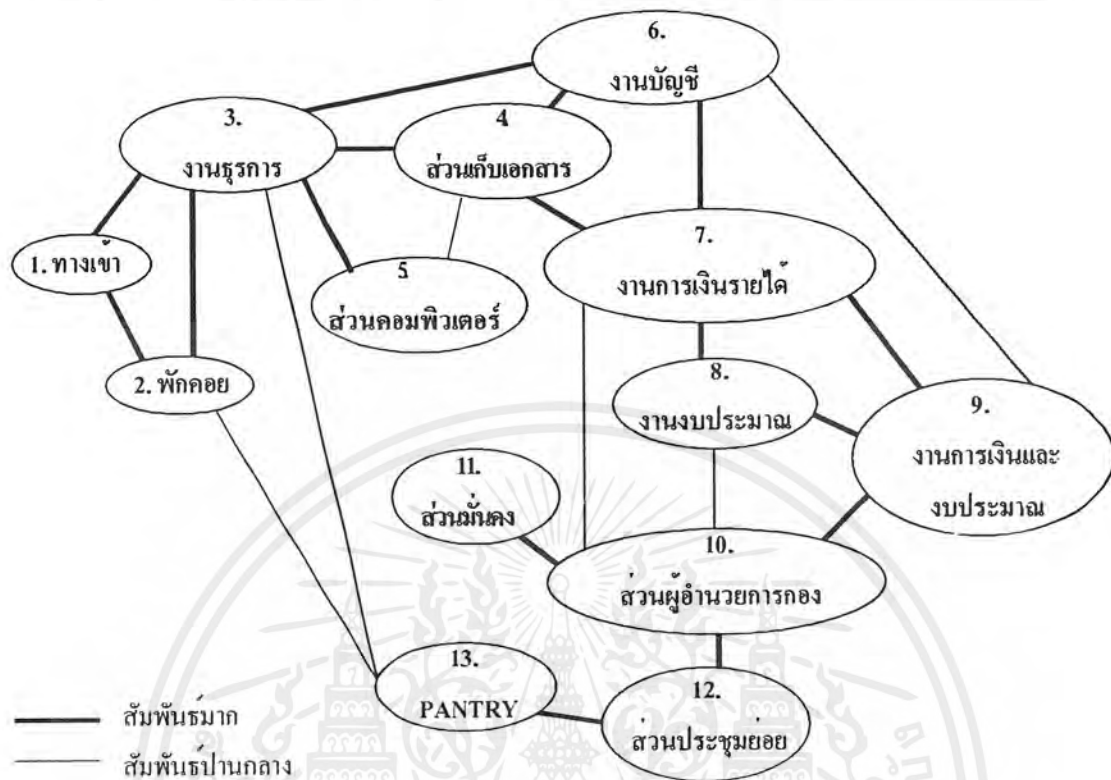 6.
งานบัญชี
3.
งานธุรการ
4.
ส่วนเก็บเอกสาร
1. ทางเข้า
5.
ส่วนคอมพิวเตอร์
7.
งานการเงินรายได้
2. พักคอย
8.
งานงบประมาณ
9.
งานการเงินและ
งบประมาณ
11.
ส่วนมั่นคง
10.
ส่วนผู้อำนวยการกอง
13.
PANTRY
12.
ส่วนประชุมย่อย
สัมพันธ์มาก
สัมพันธ์ปานกลาง